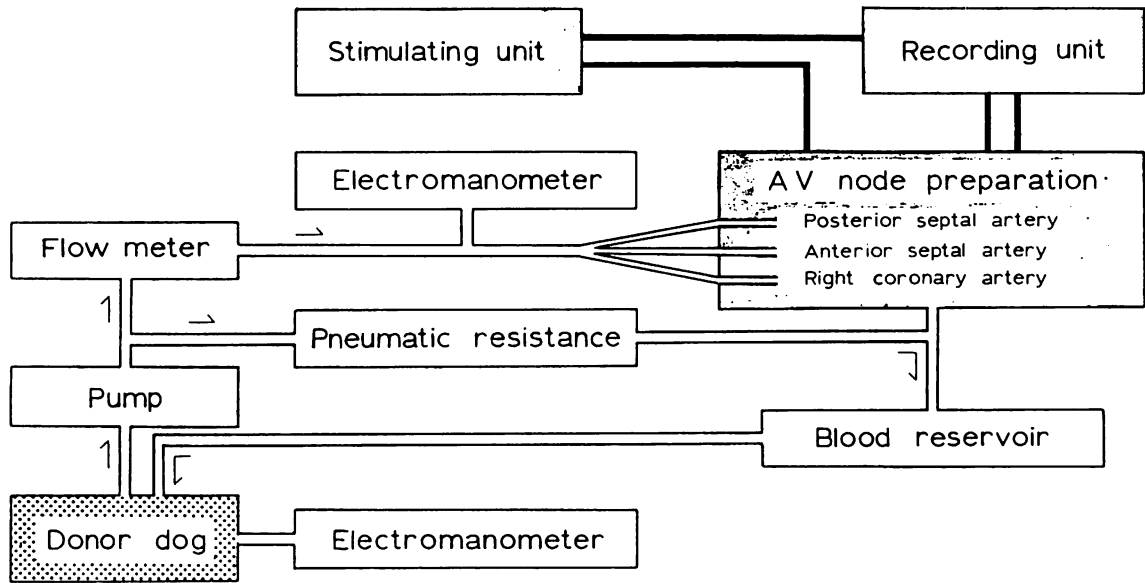 Stimulating unit
Recording unit
Electromanometer
AV node preparation
Posterior septal artery
Anterior septal artery
Right coronary artery
Flow meter
Pneumatic resistance
Pump
Blood reservoir
Donor dog
Electromanometer